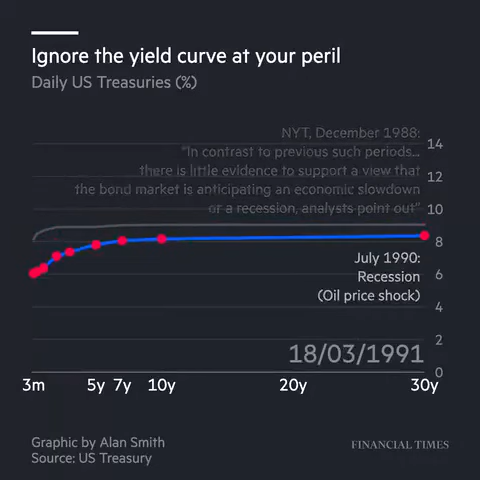 Ignore the yield curve at your peril
Daily US Treasuries (%)
NYT, December 1988:
"In contrast to previous such periods...
there is little evidence to support a view that
the bond market is anticipating an economic slowdown
or a recession, analysts point out"
14
12
10
8
July 1990:
Recession
(Oil price shock)
6
4
2
18/03/1991
0
3m
5y
7y
10y
20y
30y
Graphic by Alan Smith
Source: US Treasury
FINANCIAL TIMES